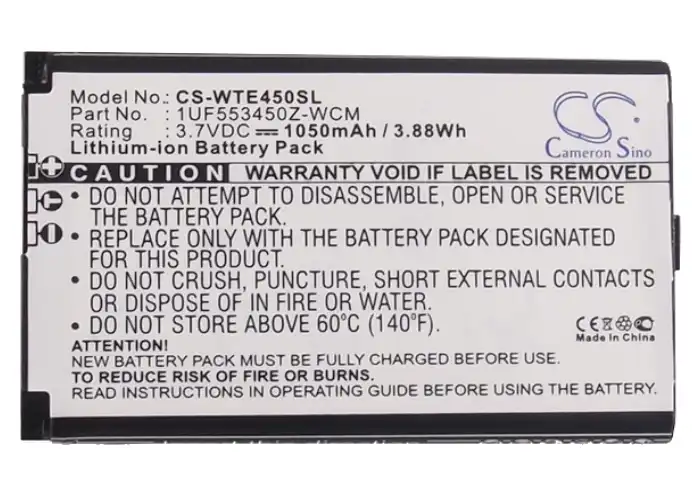 Model No.: CS-WTE450SL
Part No.: 1UF553450Z-WCM
Rating: 3.7VDC ⎓ 1050mAh / 3.88Wh
Lithium-ion Battery Pack
CS
Cameron Sino
CAUTION WARRANTY VOID IF LABEL IS REMOVED
• DO NOT ATTEMPT TO DISASSEMBLE, OPEN OR SERVICE
THE BATTERY PACK.
• REPLACE ONLY WITH THE BATTERY PACK DESIGNATED
FOR THIS PRODUCT.
• DO NOT CRUSH, PUNCTURE, SHORT EXTERNAL CONTACTS
OR DISPOSE OF IN FIRE OR WATER.
• DO NOT STORE ABOVE 60°C (140°F).
CE
Made In China
ATTENTION!
NEW BATTERY PACK MUST BE FULLY CHARGED BEFORE USE.
RISK OF FIRE OR BURNS.
READ INSTRUCTIONS IN OPERATING GUIDE BEFORE USING BATTERY.